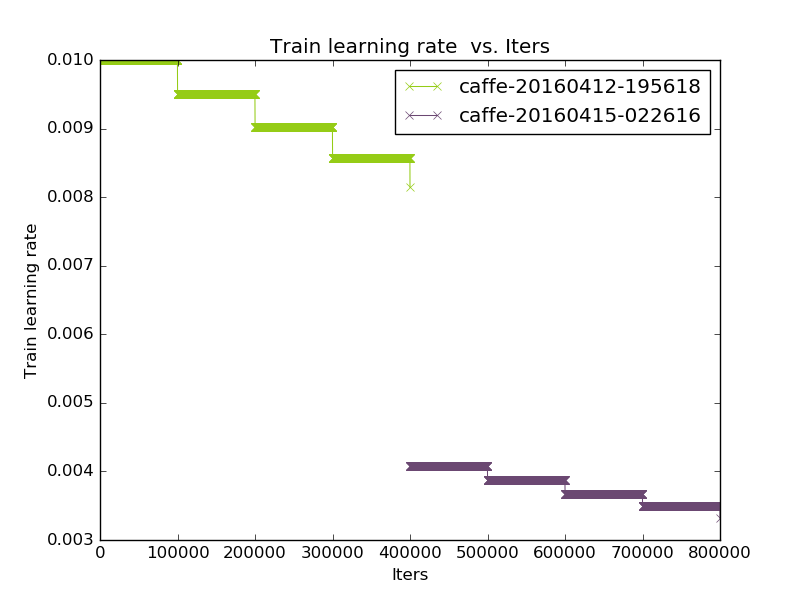 Train learning rate  vs. Iters
caffe-20160412-195618
caffe-20160415-022616
Train learning rate
0.010
0.009
0.008
0.007
0.006
0.005
0.004
0.003
0 100000 200000 300000 400000 500000 600000 700000 800000
Iters